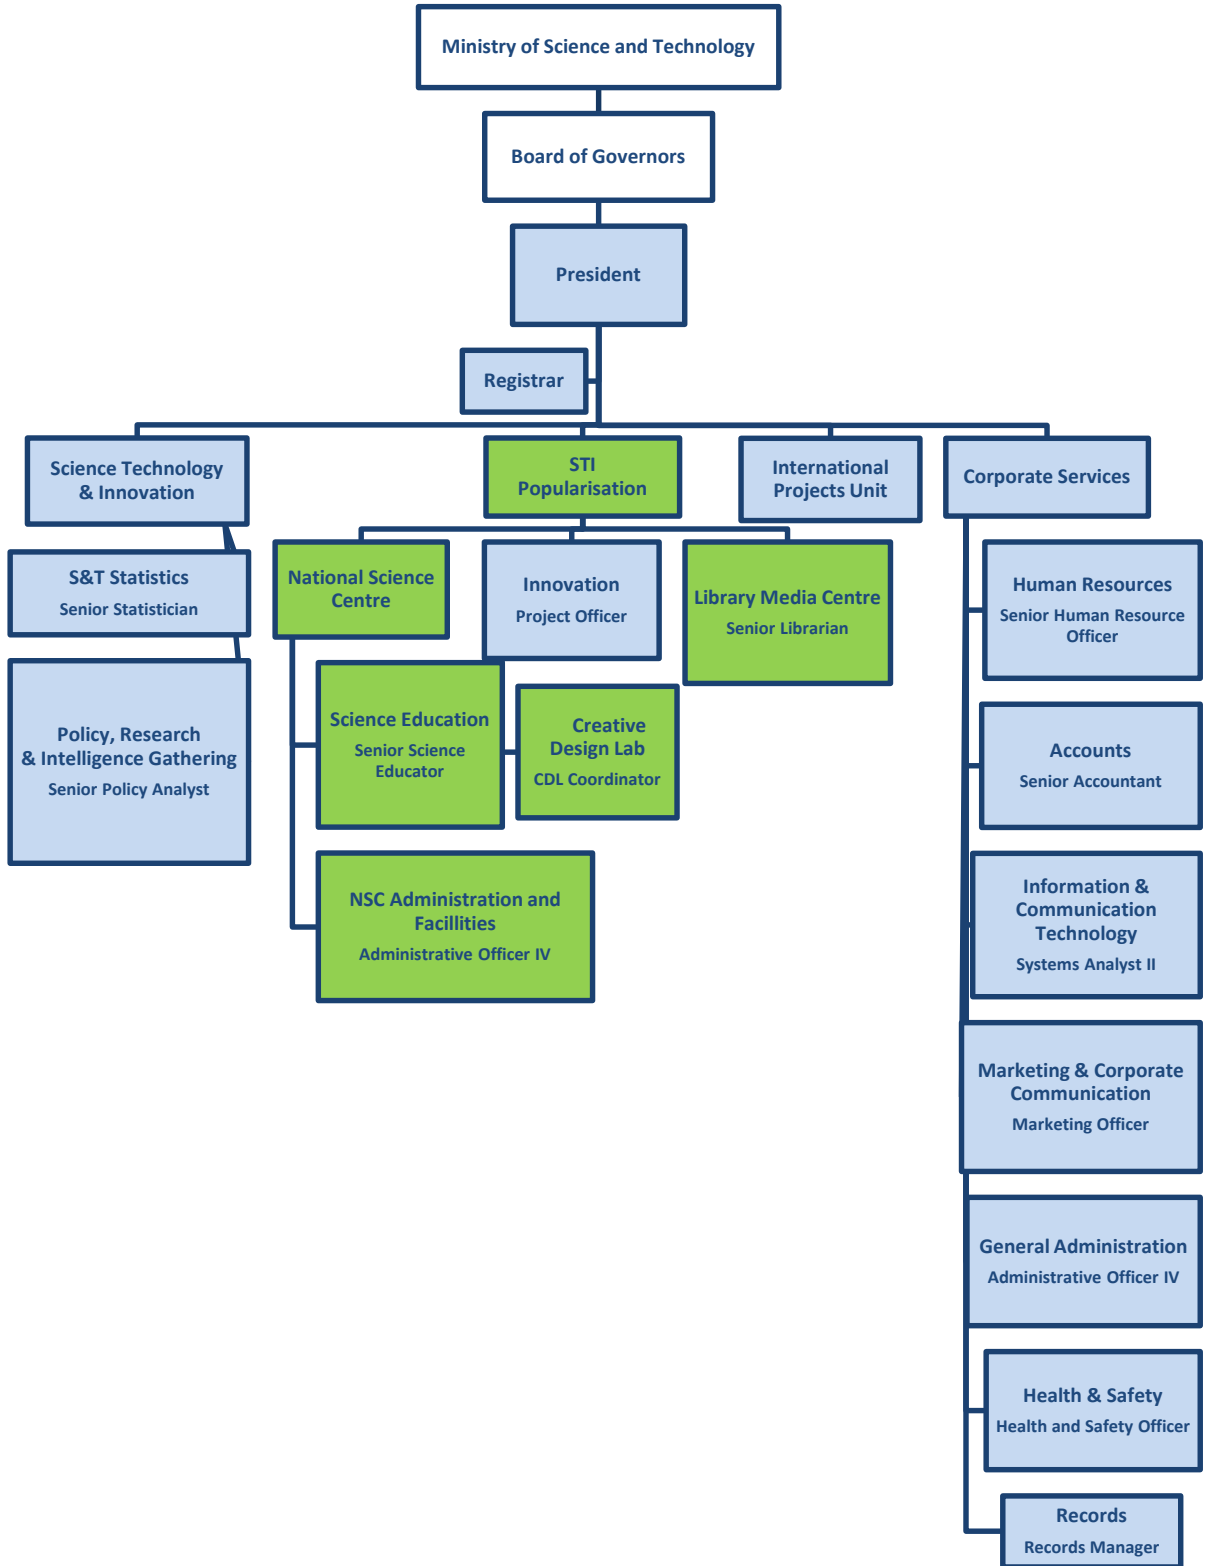 Ministry of Science and Technology
Board of Governors
President
Registrar
Science Technology
& Innovation
STI
Popularisation
International
Projects Unit
Corporate Services
S&T Statistics
Senior Statistician
Policy, Research
& Intelligence Gathering
Senior Policy Analyst
National Science
Centre
Innovation
Project Officer
Library Media Centre
Senior Librarian
Science Education
Senior Science
Educator
Creative
Design Lab
CDL Coordinator
NSC Administration and
Facillities
Administrative Officer IV
Human Resources
Senior Human Resource
Officer
Accounts
Senior Accountant
Information &
Communication
Technology
Systems Analyst II
Marketing & Corporate
Communication
Marketing Officer
General Administration
Administrative Officer IV
Health & Safety
Health and Safety Officer
Records
Records Manager